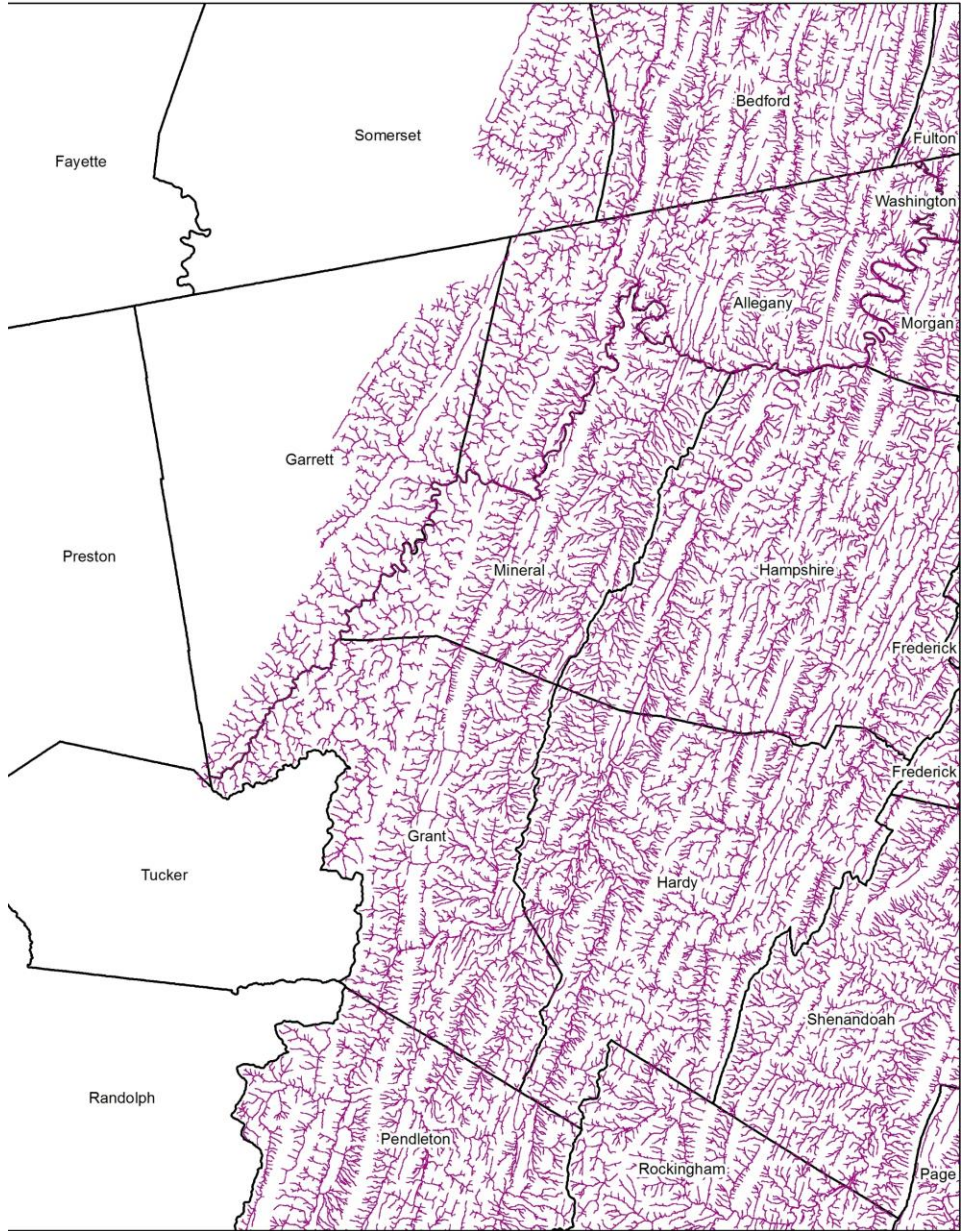 Bedford
Somerset
Fulton
Fayette
Washington
Allegany
Morgan
Garrett
Preston
Mineral
Hampshire
Frederick
Frederick
Grant
Tucker
Hardy
Shenandoah
Randolph
Pendleton
Rockingham
Page